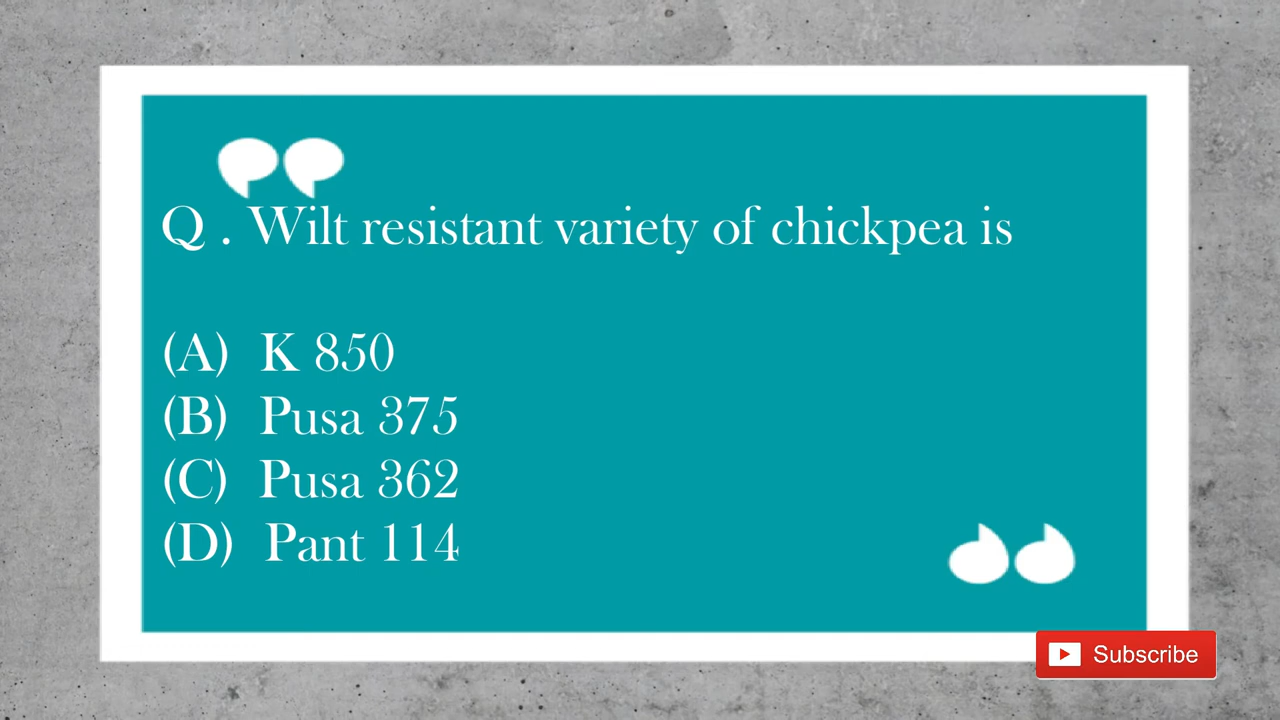 Q . Wilt resistant variety of chickpea is
(A) K 850
(B) Pusa 375
(C) Pusa 362
(D) Pant 114
Subscribe